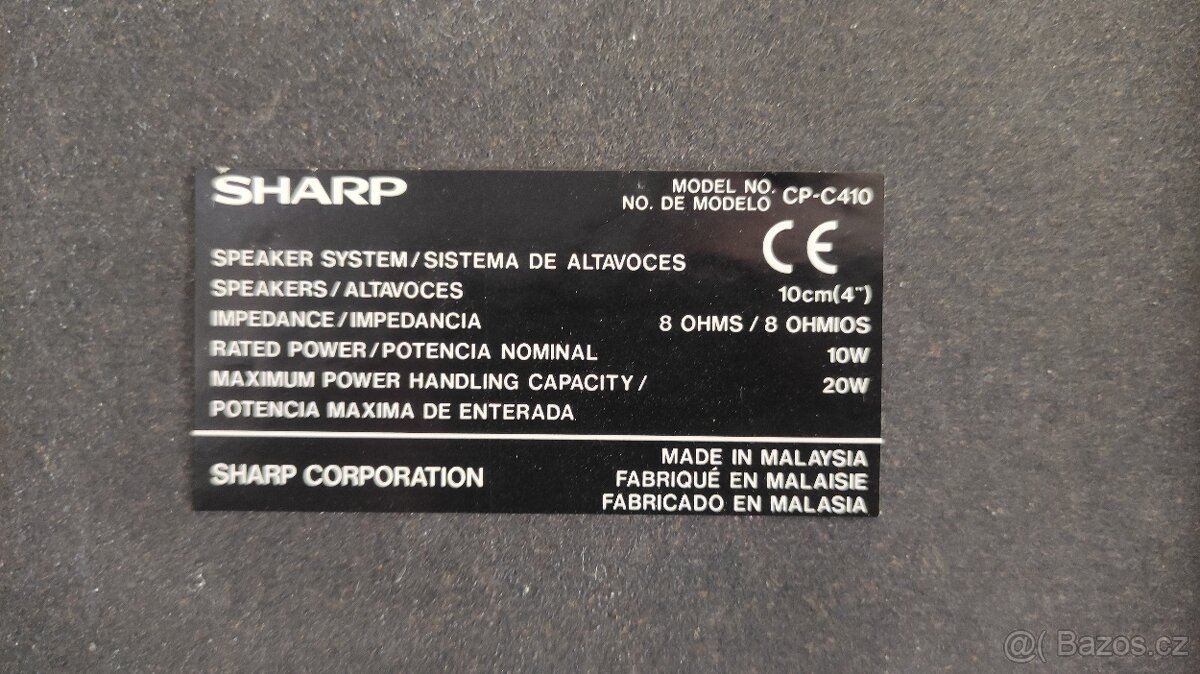 SHARP
MODEL NO.
NO. DE MODELO CP-C410
CE
SPEAKER SYSTEM/SISTEMA DE ALTAVOCES
SPEAKERS/ALTAVOCES 10cm(4")
IMPEDANCE/IMPEDANCIA 8 OHMS / 8 OHMIOS
RATED POWER/POTENCIA NOMINAL 10W
MAXIMUM POWER HANDLING CAPACITY/ 20W
POTENCIA MAXIMA DE ENTERADA
SHARP CORPORATION
MADE IN MALAYSIA
FABRIQUÉ EN MALAISIE
FABRICADO EN MALASIA
@( Bazos.cz